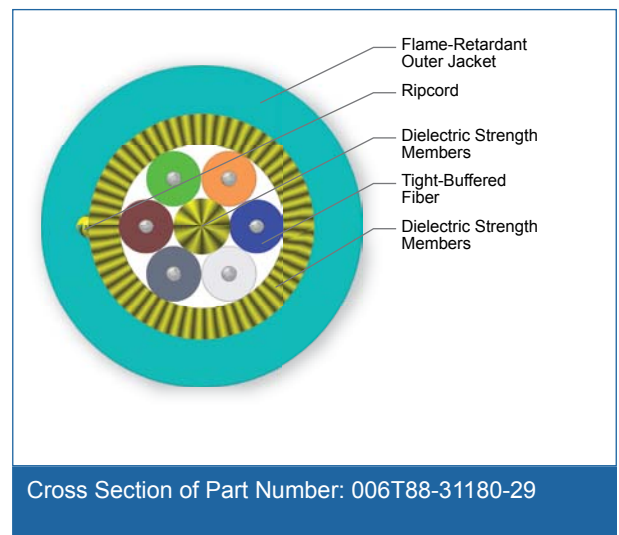 Flame-Retardant
Outer Jacket
Ripcord
Dielectric Strength
Members
Tight-Buffered
Fiber
Dielectric Strength
Members
Cross Section of Part Number: 006T88-31180-29